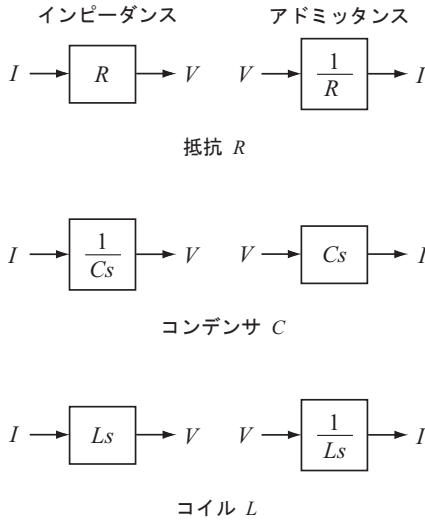 インピーダンス アドミッタンス
I R V V 1/R I
抵抗 R
I 1/Cs V V Cs I
コンデンサ C
I Ls V V 1/Ls I
コイル L